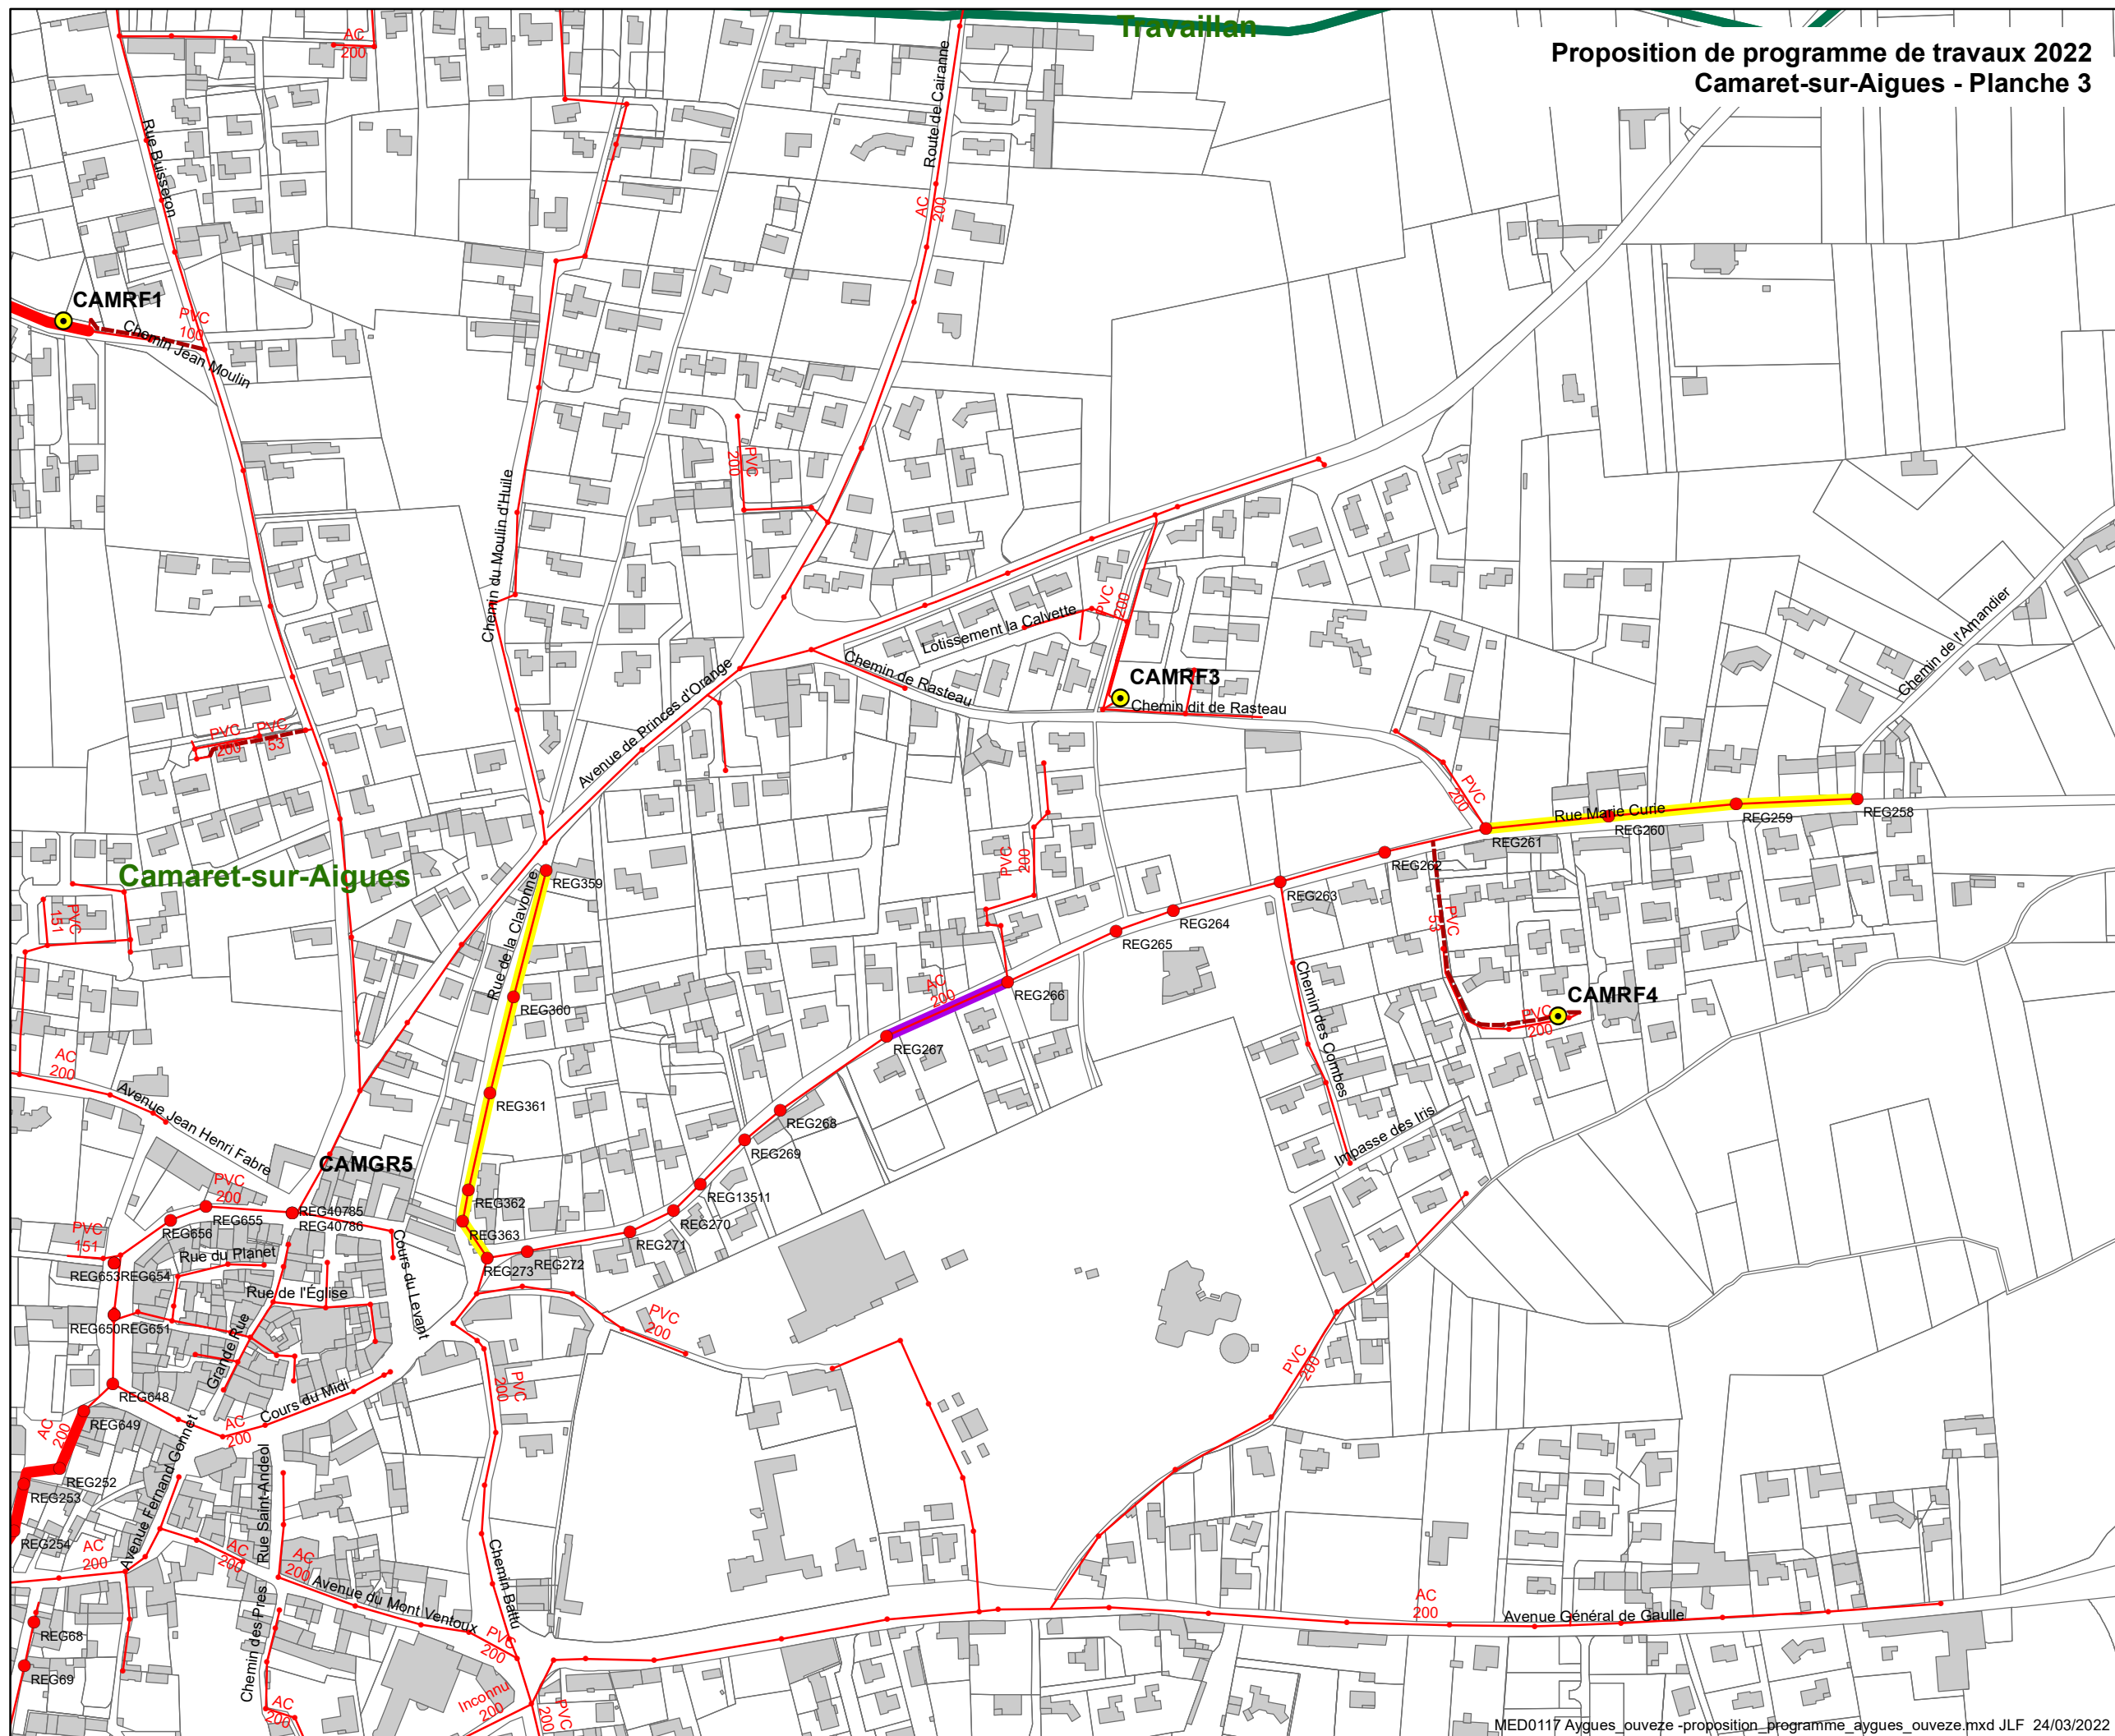 Travaillan
Proposition de programme de travaux 2022
Camaret-sur-Aigues - Planche 3
AC
200
Rue Buisseron
Route de Cairanne
AC
200
CAMRF1
PVC
100
Chemin Jean Moulin
Chemin du Moulin d'Huile
PVC
200
PVC
200
Lotissement la Calvette
Chemin de Rasteau
CAMRF3
Chemin dit de Rasteau
Chemin de l'Amandier
Avenue de Princes d'Orange
PVC
200
PVC
53
PVC
200
Rue Marie Curie
REG258
REG259
REG260
REG261
REG262
REG263
REG264
REG265
REG266
REG267
PVC
200
AC
200
Camaret-sur-Aigues
REG359
Rue de la Clavonne
REG360
REG361
REG362
REG363
PVC
151
PVC
53
CAMRF4
PVC
200
Chemin des Combes
Impasse des Iris
AC
200
Avenue Jean Henri Fabre
CAMGR5
REG268
REG269
REG13511
REG270
REG271
REG272
REG273
PVC
200
REG40785
REG40786
REG655
REG656
PVC
151
REG653
REG654
Rue du Planet
Rue de l'Église
Cours du Levant
REG650
REG651
Grande Rue
PVC
200
PVC
200
PVC
200
REG648
REG649
Cours du Midi
AC
200
AC
200
REG252
REG253
REG254
Avenue Fernand Gonnet
Rue Saint-Andeol
AC
200
AC
200
AC
200
Avenue du Mont Ventoux
Chemin Battu
Chemin des Pres
REG68
REG69
PVC
200
AC
200
Inconnu
200
PVC
200
AC
200
Avenue Général de Gaulle
MED0117 Aygues_ouveze -proposition_programme_aygues_ouveze.mxd JLF 24/03/2022